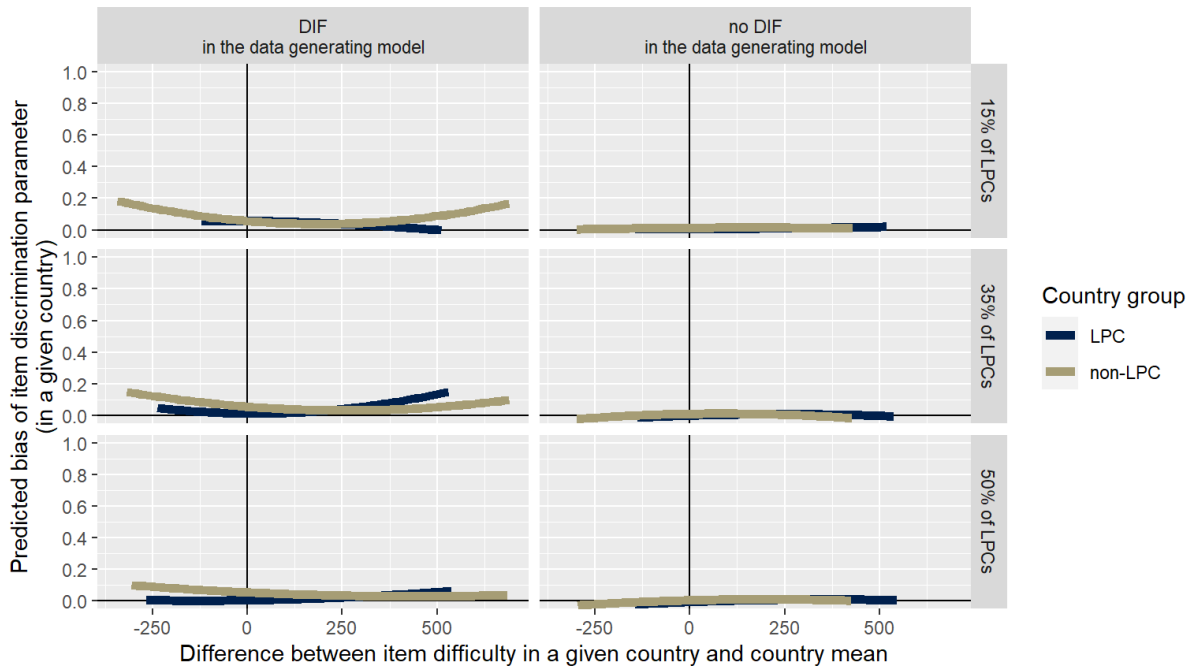 DIF
in the data generating model
no DIF
in the data generating model
Predicted bias of item discrimination parameter
(in a given country)
1.0
0.8
0.6
0.4
0.2
0.0
15% of LPCs
1.0
0.8
0.6
0.4
0.2
0.0
35% of LPCs
1.0
0.8
0.6
0.4
0.2
0.0
50% of LPCs
-250
0
250
500
-250
0
250
500
Difference between item difficulty in a given country and country mean
Country group
LPC
non-LPC